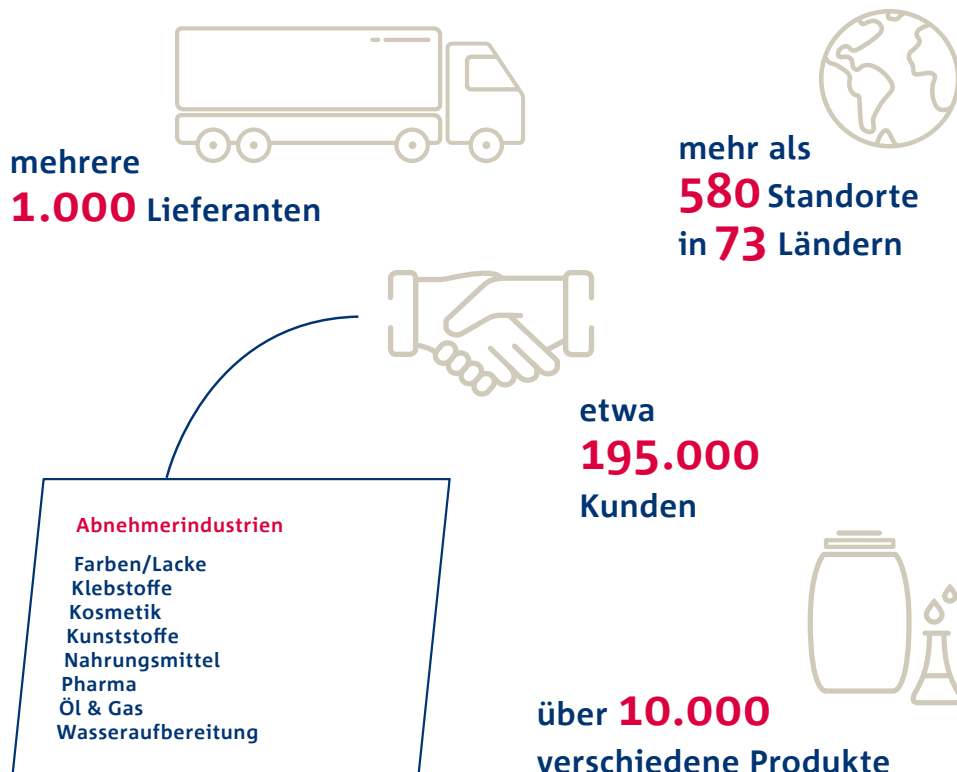 mehrere
1.000 Lieferanten
mehr als
580 Standorte
in 73 Ländern
etwa
195.000
Kunden
Abnehmerindustrien
Farben/Lacke
Klebstoffe
Kosmetik
Kunststoffe
Nahrungsmittel
Pharma
Öl & Gas
Wasseraufbereitung
über 10.000
verschiedene Produkte